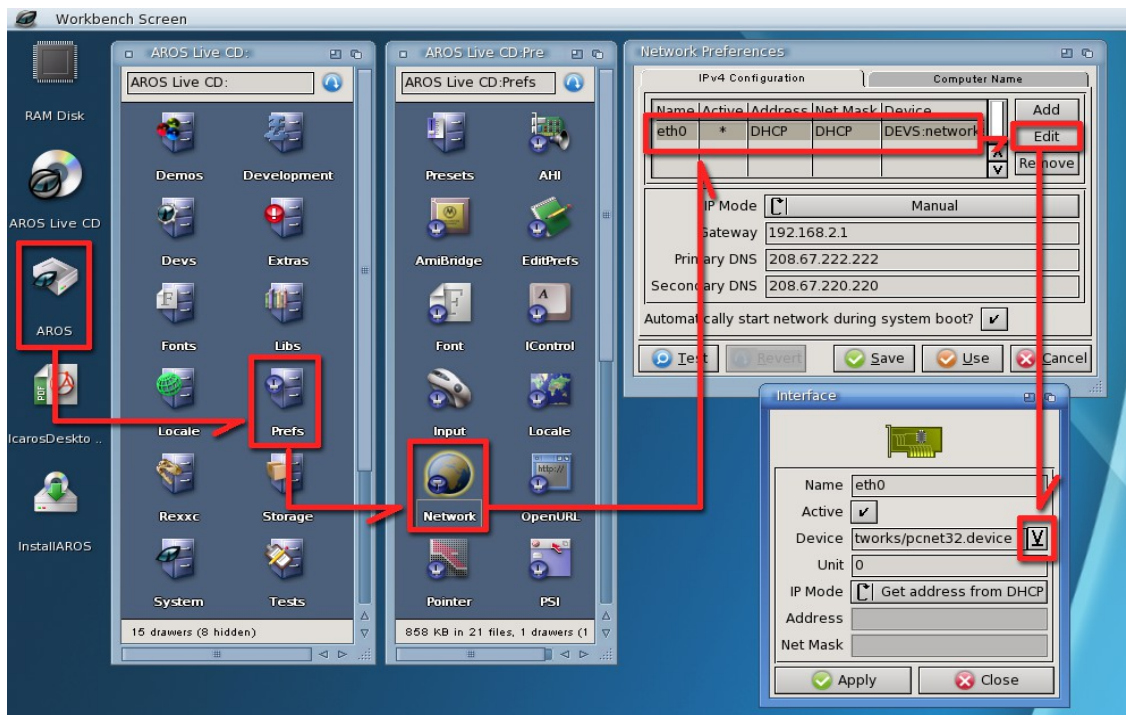 Workbench Screen
RAM Disk
AROS Live CD
AROS
PDF
IcarosDeskto ..
InstallAROS
AROS Live CD:
AROS Live CD:
Demos Development
Devs Extras
Fonts Libs
Locale Prefs
Rexxc Storage
System Tests
15 drawers (8 hidden)
AROS Live CD:Pre
AROS Live CD:Prefs
Presets AHI
AmiBridge EditPrefs
Font IControl
Input Locale
http://
Network OpenURL
Pointer PSI
858 KB in 21 files, 1 drawers (1
Network Preferences
IPv4 Configuration Computer Name
Name Active Address Net Mask Device
eth0 * DHCP DHCP DEVS:network
Add
Edit
Remove
IP Mode Manual
Gateway 192.168.2.1
Primary DNS 208.67.222.222
Secondary DNS 208.67.220.220
Automatically start network during system boot?
Test Revert Save Use Cancel
Interface
Name eth0
Active
Device tworks/pcnet32.device
Unit 0
IP Mode Get address from DHCP
Address
Net Mask
Apply Close